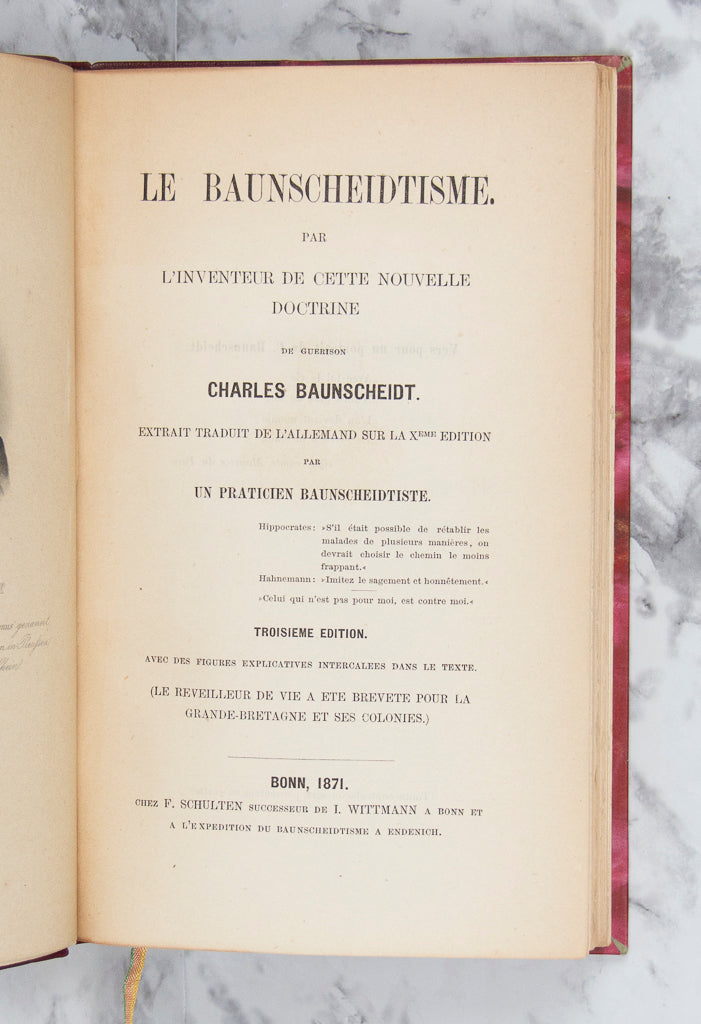 LE BAUNSCHEIDTISME.
PAR
L'INVENTEUR DE CETTE NOUVELLE
DOCTRINE
DE GUERISON
CHARLES BAUNSCHEIDT.
EXTRAIT TRADUIT DE L'ALLEMAND SUR LA XEME EDITION
PAR
UN PRATICIEN BAUNSCHEIDTISTE.
Hippocrates: »S'il était possible de rétablir les
malades de plusieurs manières, on
devrait choisir le chemin le moins
frappant.«
Hahnemann: »Imitez le sagement et honnêtement.«
»Celui qui n'est pas pour moi, est contre moi.«
TROISIEME EDITION.
AVEC DES FIGURES EXPLICATIVES INTERCALEES DANS LE TEXTE.
(LE REVEILLEUR DE VIE A ETE BREVETE POUR LA
GRANDE-BRETAGNE ET SES COLONIES.)
BONN, 1871.
CHEZ F. SCHULTEN SUCCESSEUR DE I. WITTMANN A BONN ET
A L'EXPEDITION DU BAUNSCHEIDTISME A ENDENICH.